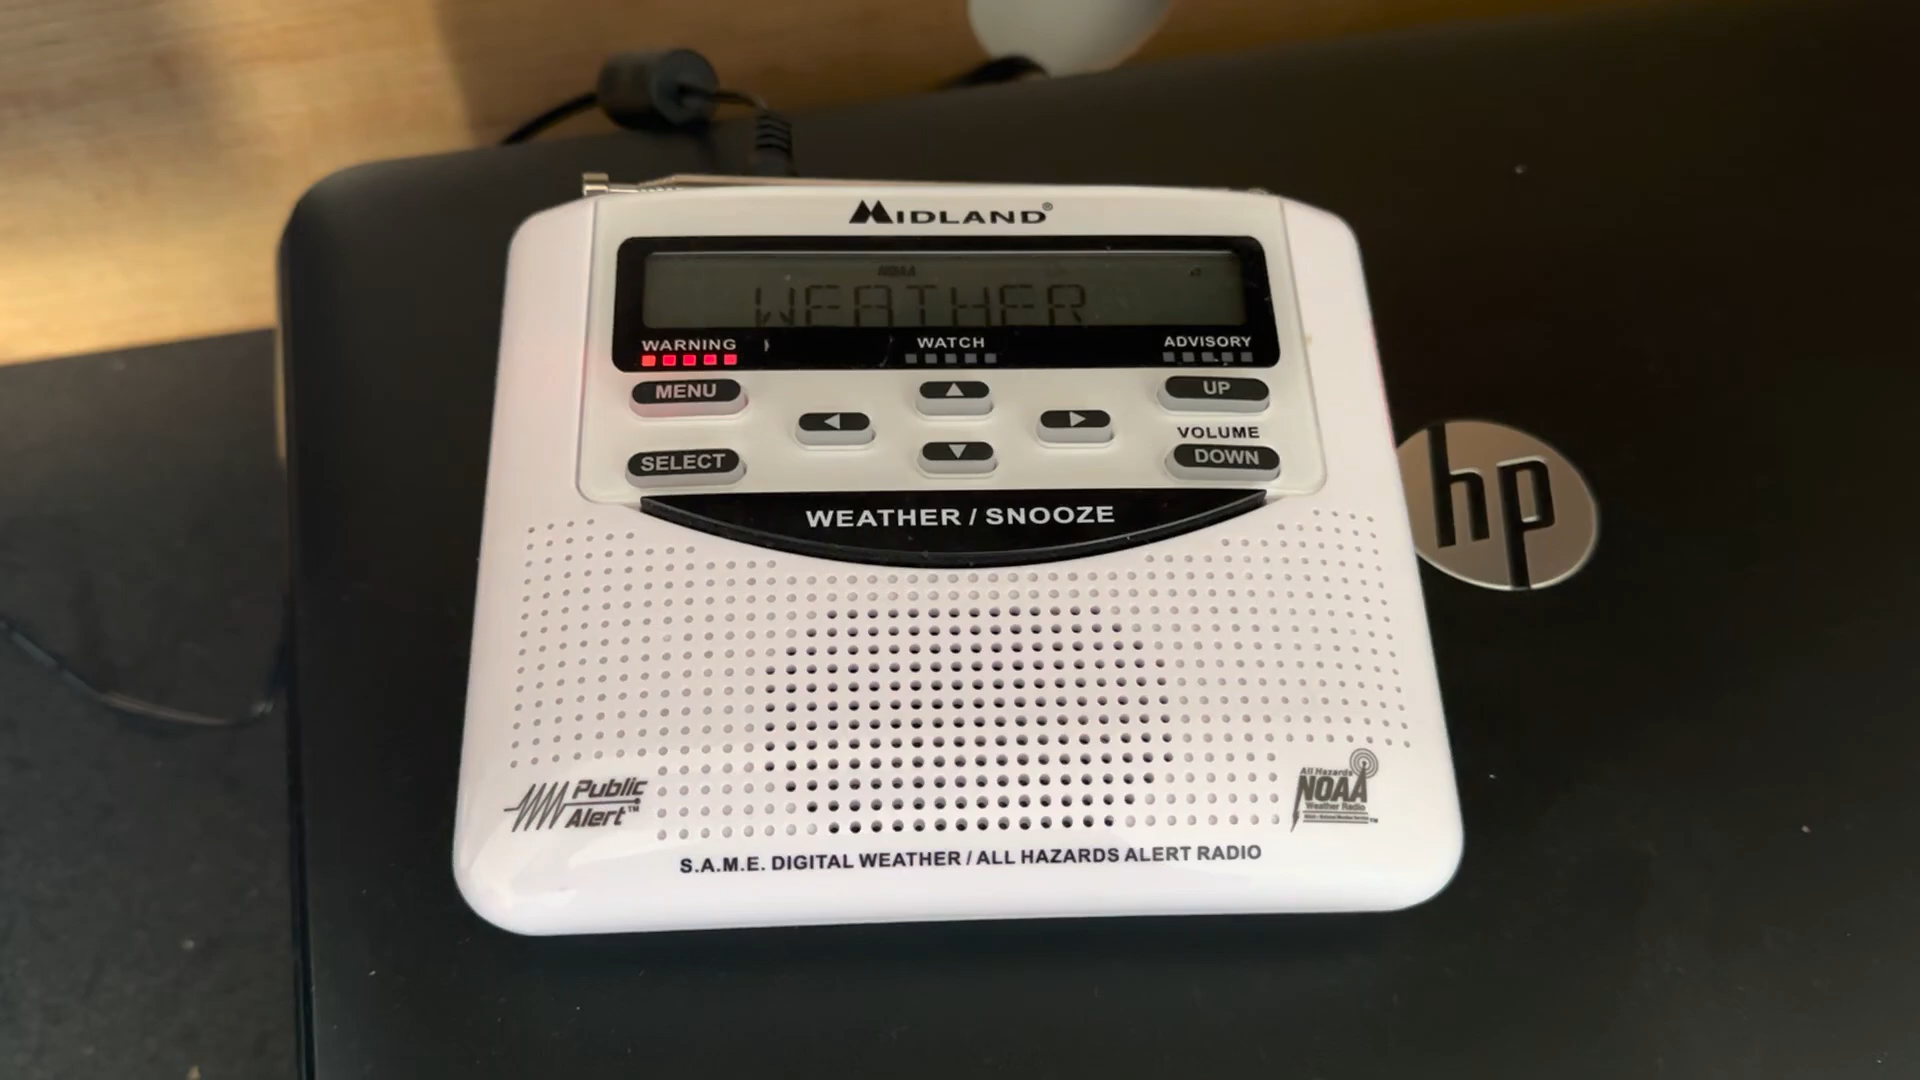 MIDLAND®
NOAA
WEATHER
WARNING WATCH ADVISORY
MENU UP
VOLUME
SELECT DOWN
WEATHER / SNOOZE
hp
Public
Alert™
All Hazards
NOAA
Weather Radio
S.A.M.E. DIGITAL WEATHER / ALL HAZARDS ALERT RADIO